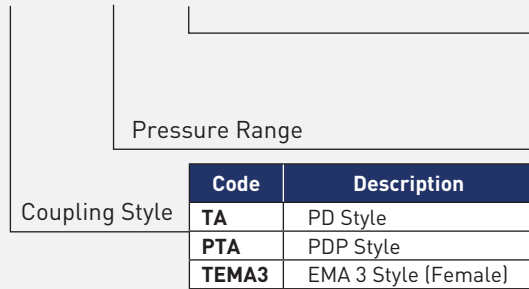 Pressure Range
Code Description
Coupling Style TA PD Style
PTA PDP Style
TEMA3 EMA 3 Style (Female)